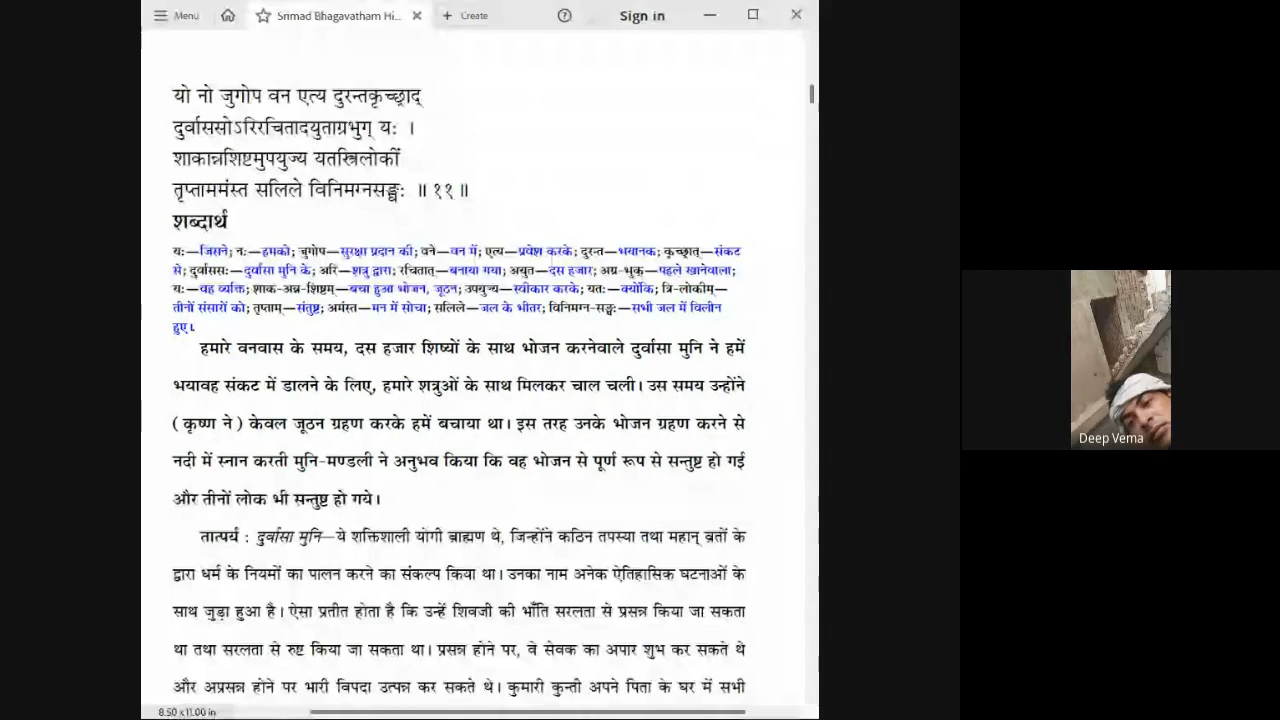 Menu
Srimad Bhagavatham Hi...
Create
Sign in
यो नो जुगोप वन एत्य दुरन्तकृच्छ्राद्
दुर्वाससोऽरिरचितादयुताग्रभुग् यः ।
शाकान्नशिष्टमुपयुज्य यतस्त्रिलोकीं
तृप्ताममंस्त सलिले विनिमग्नसङ्घः ॥ ११॥
शब्दार्थ
यः—जिसने; नः—हमको; जुगोप—सुरक्षा प्रदान की; वने—वन में; एत्य—प्रवेश करके; दुरन्त—भयानक; कृच्छ्रात्—संकट
से; दुर्वाससः—दुर्वासा मुनि के; अरि—शत्रु द्वारा; रचितात्—बनाया गया; अयुत—दस हजार; अग्र-भुक्—पहले खानेवाला;
यः—वह व्यक्ति; शाक-अन्न-शिष्टम्—बचा हुआ भोजन, जूठन; उपयुज्य—स्वीकार करके; यतः—क्योंकि; त्रि-लोकीम्—
तीनों संसारों को; तृप्ताम्—संतुष्ट; अमंस्त—मन में सोचा; सलिले—जल के भीतर; विनिमग्न-सङ्घः—सभी जल में विलीन
हुए।
हमारे वनवास के समय, दस हजार शिष्यों के साथ भोजन करनेवाले दुर्वासा मुनि ने हमें
भयावह संकट में डालने के लिए, हमारे शत्रुओं के साथ मिलकर चाल चली। उस समय उन्होंने
(कृष्ण ने) केवल जूठन ग्रहण करके हमें बचाया था। इस तरह उनके भोजन ग्रहण करने से
नदी में स्नान करती मुनि-मण्डली ने अनुभव किया कि वह भोजन से पूर्ण रूप से सन्तुष्ट हो गई
और तीनों लोक भी सन्तुष्ट हो गये।
तात्पर्य : दुर्वासा मुनि—ये शक्तिशाली योगी ब्राह्मण थे, जिन्होंने कठिन तपस्या तथा महान् व्रतों के
द्वारा धर्म के नियमों का पालन करने का संकल्प किया था। उनका नाम अनेक ऐतिहासिक घटनाओं के
साथ जुड़ा हुआ है। ऐसा प्रतीत होता है कि उन्हें शिवजी की भाँति सरलता से प्रसन्न किया जा सकता
था तथा सरलता से रुष्ट किया जा सकता था। प्रसन्न होने पर, वे सेवक का अपार शुभ कर सकते थे
और अप्रसन्न होने पर भारी विपदा उत्पन्न कर सकते थे। कुमारी कुन्ती अपने पिता के घर में सभी
8.50 x 11.00 in
Deep Vema